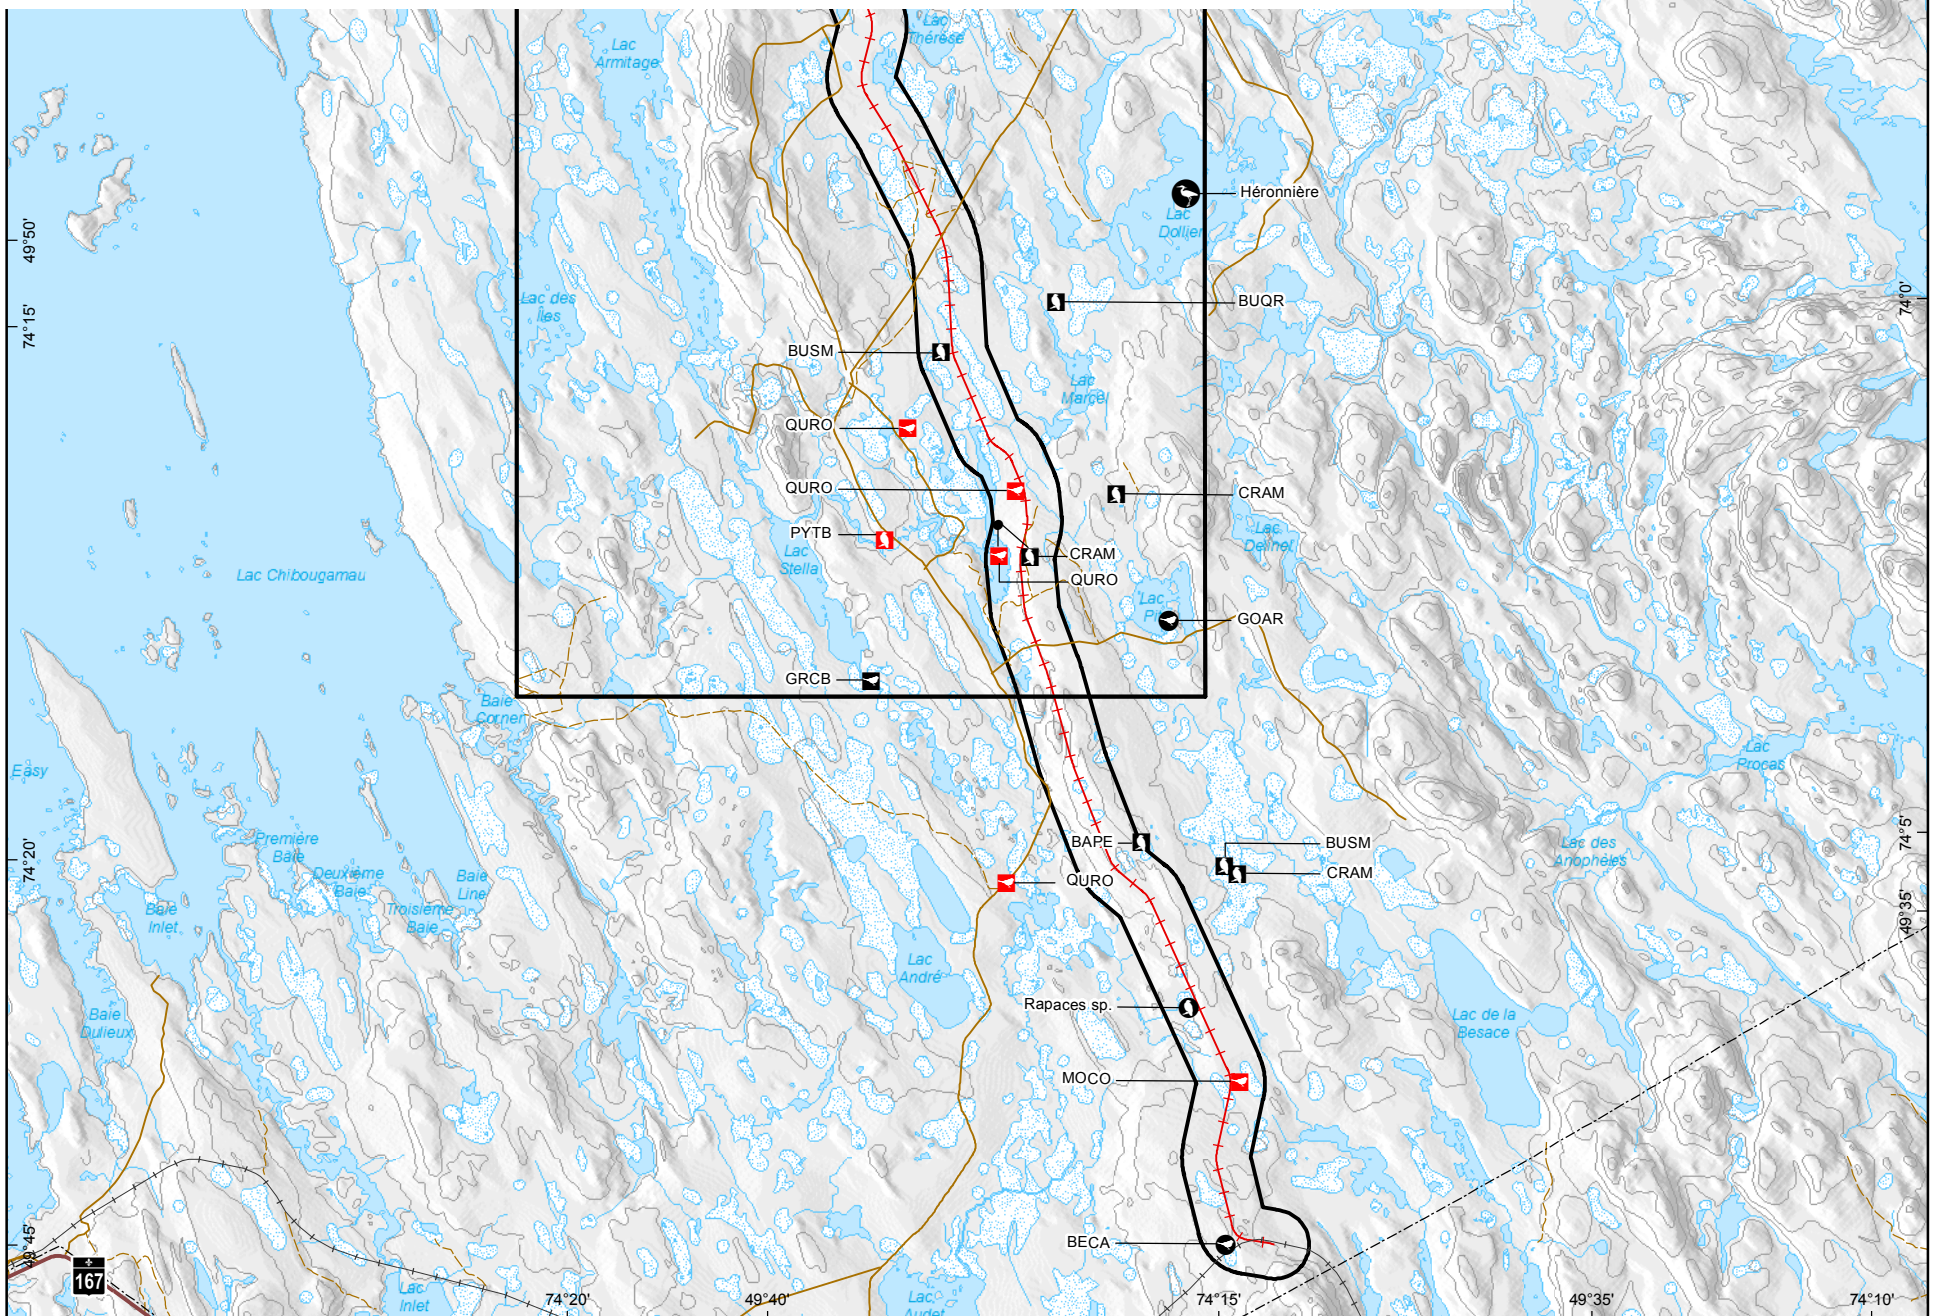 Lac
Thérèse
Lac
Armitage
Héronnière
Lac
Dollier
49°50'
74°15'
Lac des
Îles
BUQR
74°0'
BUSM
Lac
Marcel
QURO
QURO
CRAM
PYTB
Lac
Stella
CRAM
QURO
Lac Chibougamau
Lac
GOAR
GRCB
Baie
Corner
Lac
Procas
Easy
Première
Baie
Deuxième
Baie
Troisième
Baie
Baie
Line
Baie
Inlet
BAPE
BUSM
CRAM
QURO
Lac des
Anophèles
74°5'
74°20'
49°35'
Lac
André
Rapaces sp.
Baie
Dulieux
Lac de la
Besace
MOCO
BECA
49°45'
167
Lac
Inlet
Lac
Audet
74°20'
49°40'
74°15'
49°35'
74°10'